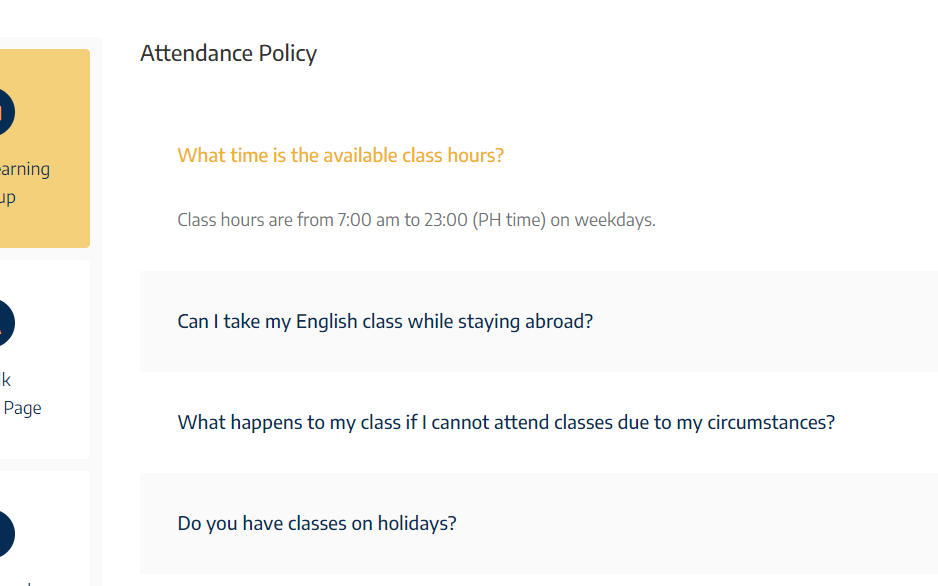 Attendance Policy
What time is the available class hours?
earning
up
Class hours are from 7:00 am to 23:00 (PH time) on weekdays.
Can I take my English class while staying abroad?
lk
Page
What happens to my class if I cannot attend classes due to my circumstances?
Do you have classes on holidays?